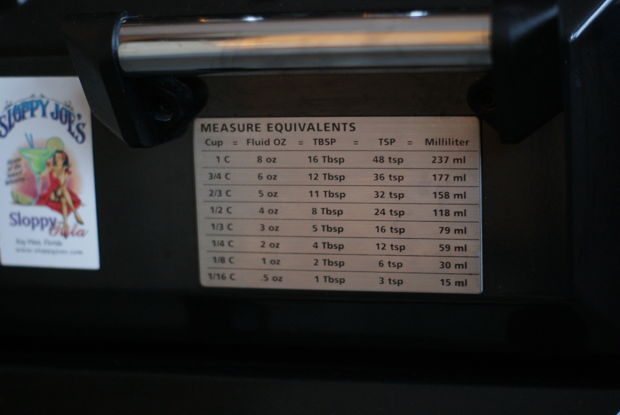 SLOPPY JOE'S
Sloppy Rita
Key West, Florida
MEASURE EQUIVALENTS
Cup = Fluid OZ = TBSP = TSP = Milliliter
1 C 8 oz 16 Tbsp 48 tsp 237 ml
3/4 C 6 oz 12 Tbsp 36 tsp 177 ml
2/3 C 5 oz 11 Tbsp 32 tsp 158 ml
1/2 C 4 oz 8 Tbsp 24 tsp 118 ml
1/3 C 3 oz 5 Tbsp 16 tsp 79 ml
1/4 C 2 oz 4 Tbsp 12 tsp 59 ml
1/8 C 1 oz 2 Tbsp 6 tsp 30 ml
1/16 C .5 oz 1 Tbsp 3 tsp 15 ml